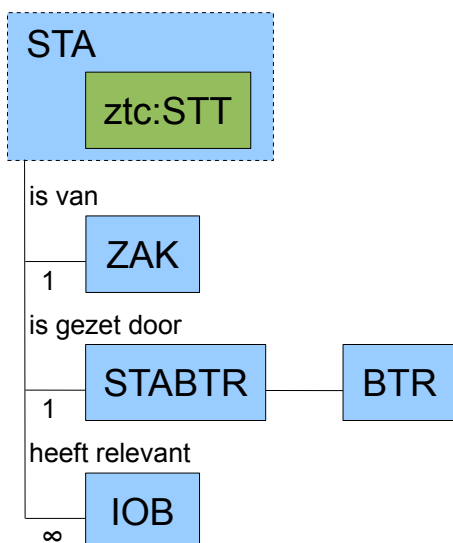 STA
ztc:STT
is van
ZAK
1
is gezet door
STABTR BTR
1
heeft relevant
IOB
∞